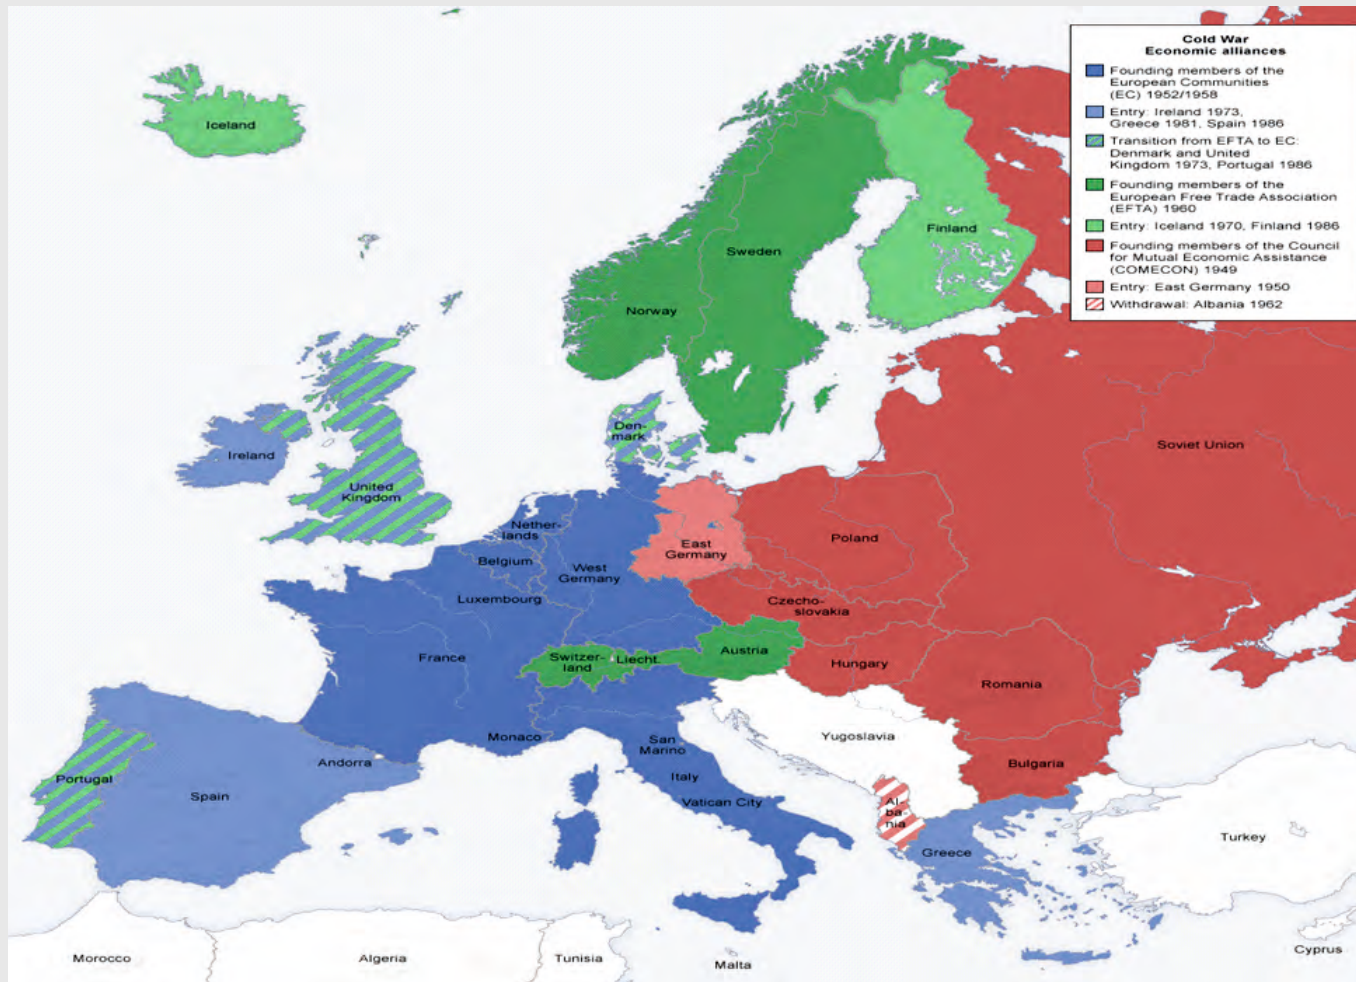 Cold War
Economic alliances
Founding members of the
European Communities
(EC) 1952/1958
Entry: Ireland 1973,
Greece 1981, Spain 1986
Transition from EFTA to EC:
Denmark and United
Kingdom 1973, Portugal 1986
Founding members of the
European Free Trade Association
(EFTA) 1960
Entry: Iceland 1970, Finland 1986
Founding members of the Council
for Mutual Economic Assistance
(COMECON) 1949
Entry: East Germany 1950
Withdrawal: Albania 1962
Iceland
Finland
Sweden
Norway
Den-
mark
Soviet Union
Ireland
United
Kingdom
Nether-
lands
Belgium
West
Germany
East
Germany
Poland
Luxembourg
Czecho-
slovakia
France
Switzer-
land
Liecht.
Austria
Hungary
Romania
Monaco
San
Marino
Yugoslavia
Bulgaria
Andorra
Portugal
Spain
Italy
Vatican City
Al-
ba-
nia
Greece
Turkey
Morocco
Algeria
Tunisia
Malta
Cyprus